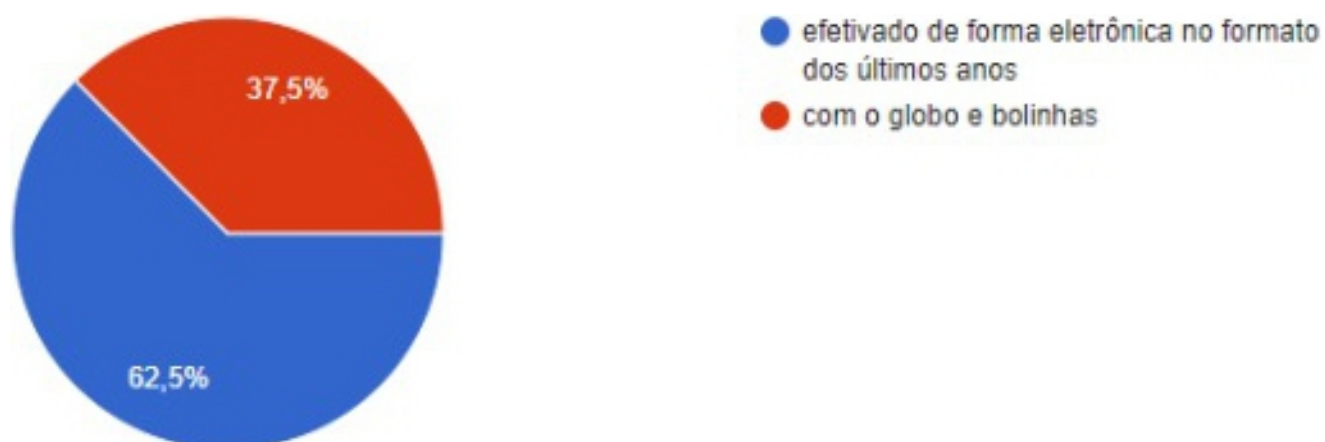 37,5%
62,5%
efetivado de forma eletrônica no formato
dos últimos anos
com o globo e bolinhas